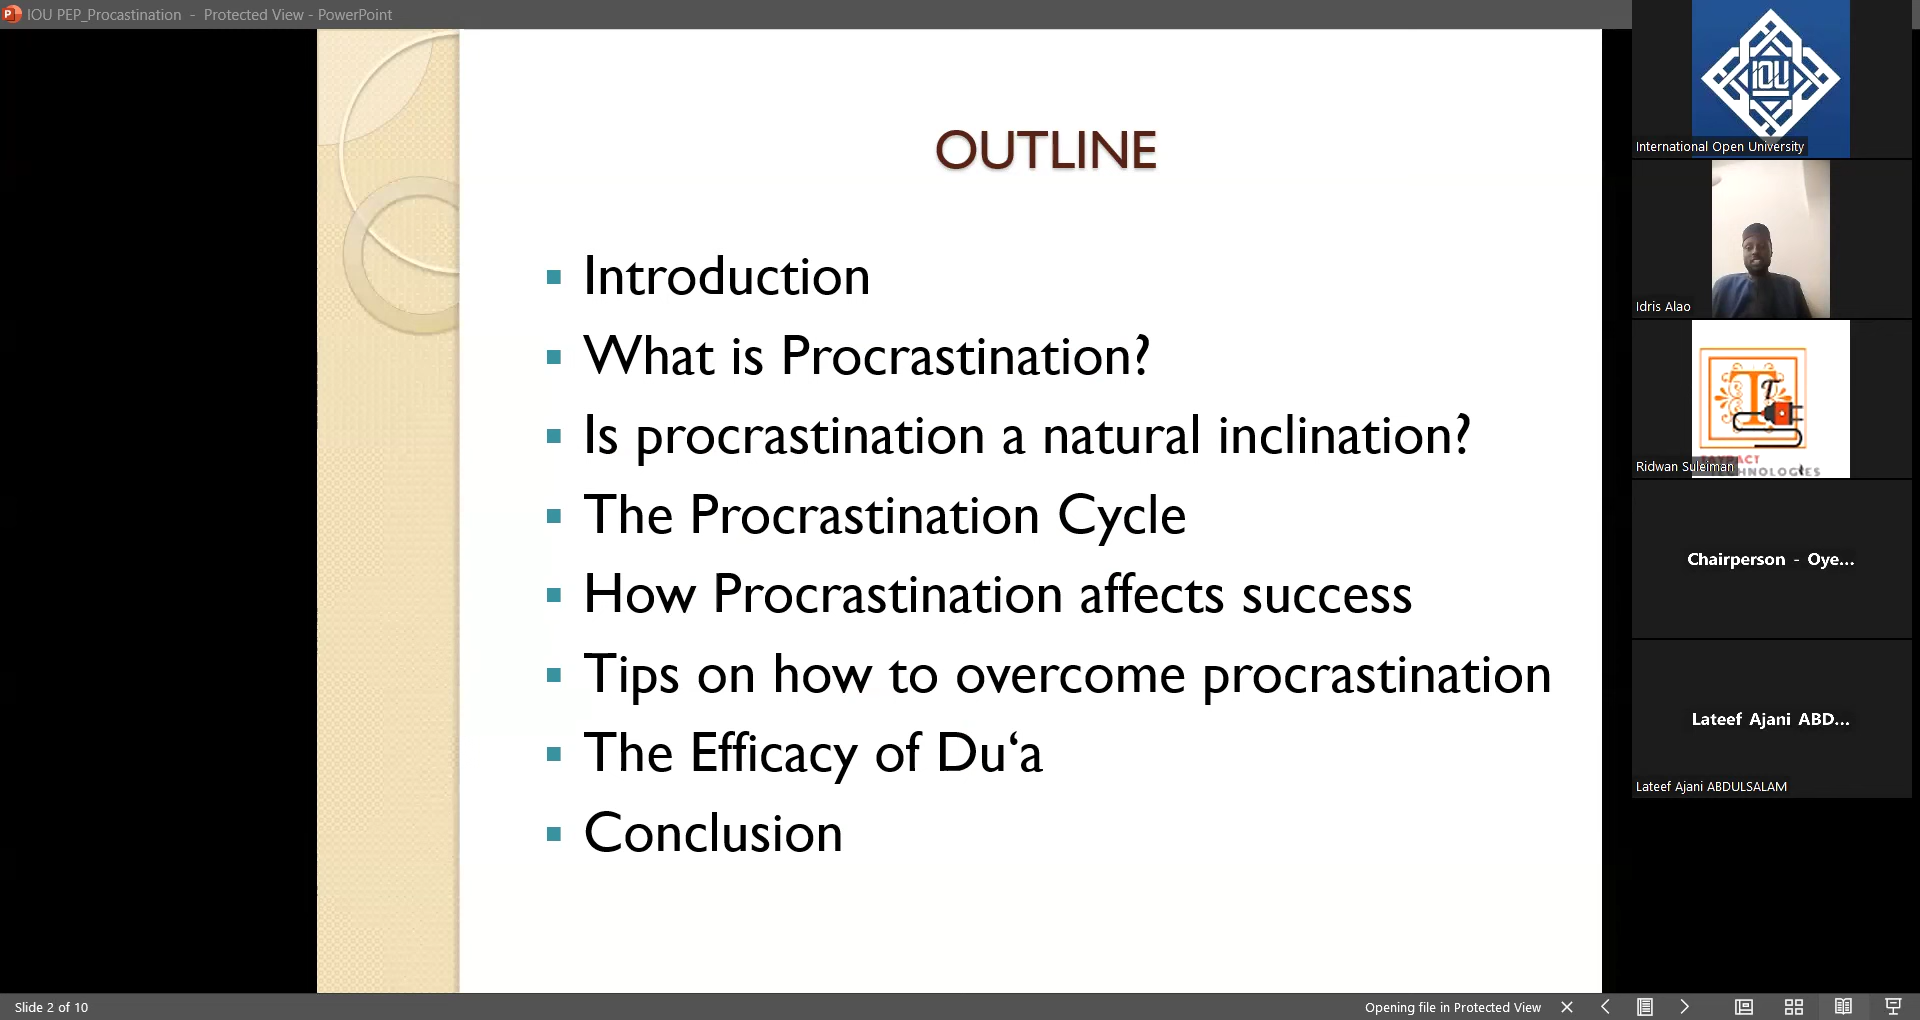 IOU PEP_Procastination - Protected View - PowerPoint
OUTLINE
Introduction
What is Procrastination?
Is procrastination a natural inclination?
The Procrastination Cycle
How Procrastination affects success
Tips on how to overcome procrastination
The Efficacy of Du‘a
Conclusion
IOU
International Open University
Idris Alao
Ridwan Suleiman
Chairperson - Oye...
Lateef Ajani ABD...
Lateef Ajani ABDULSALAM
Slide 2 of 10
Opening file in Protected View